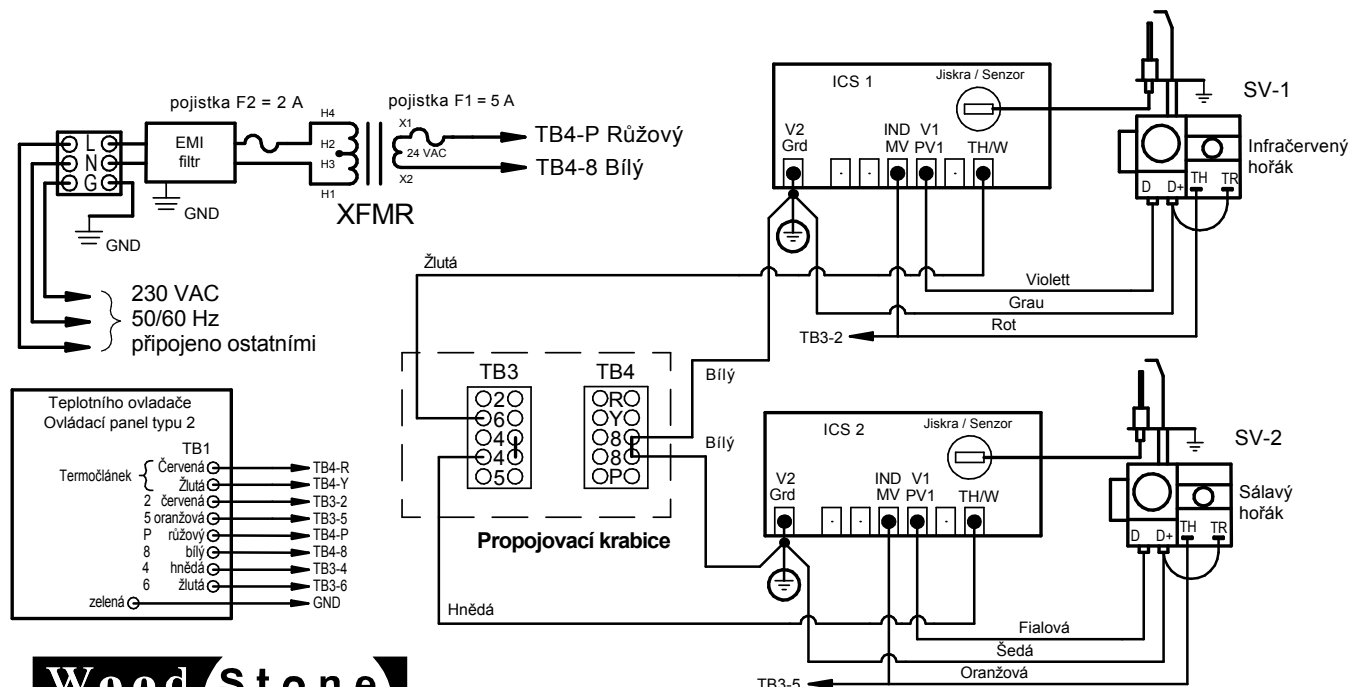 pojistka F2 = 2 A
pojistka F1 = 5 A
L
N
G
EMI
filtr
GND
GND
H4
H2
H3
H1
X1
24 VAC
X2
XFMR
TB4-P Růžový
TB4-8 Bílý
230 VAC
50/60 Hz
připojeno ostatními
ICS 1
Jiskra / Senzor
V2
Grd
IND
MV
V1
PV1
TH/W
SV-1
Infračervený
hořák
D
D+
TH
TR
Žlutá
Violett
Grau
Rot
TB3-2
TB3
2
6
4
4
5
TB4
R
Y
8
8
P
Bílý
Bílý
Propojovací krabice
Hnědá
Teplotního ovladače
Ovládací panel typu 2
TB1
Termočlánek
Červená TB4-R
Žlutá TB4-Y
2 červená TB3-2
5 oranžová TB3-5
P růžový TB4-P
8 bílý TB4-8
4 hnědá TB3-4
6 žlutá TB3-6
zelená GND
ICS 2
Jiskra / Senzor
V2
Grd
IND
MV
V1
PV1
TH/W
SV-2
Sálavý
hořák
D
D+
TH
TR
Fialová
Šedá
Oranžová
TB3-5
Wood Stone